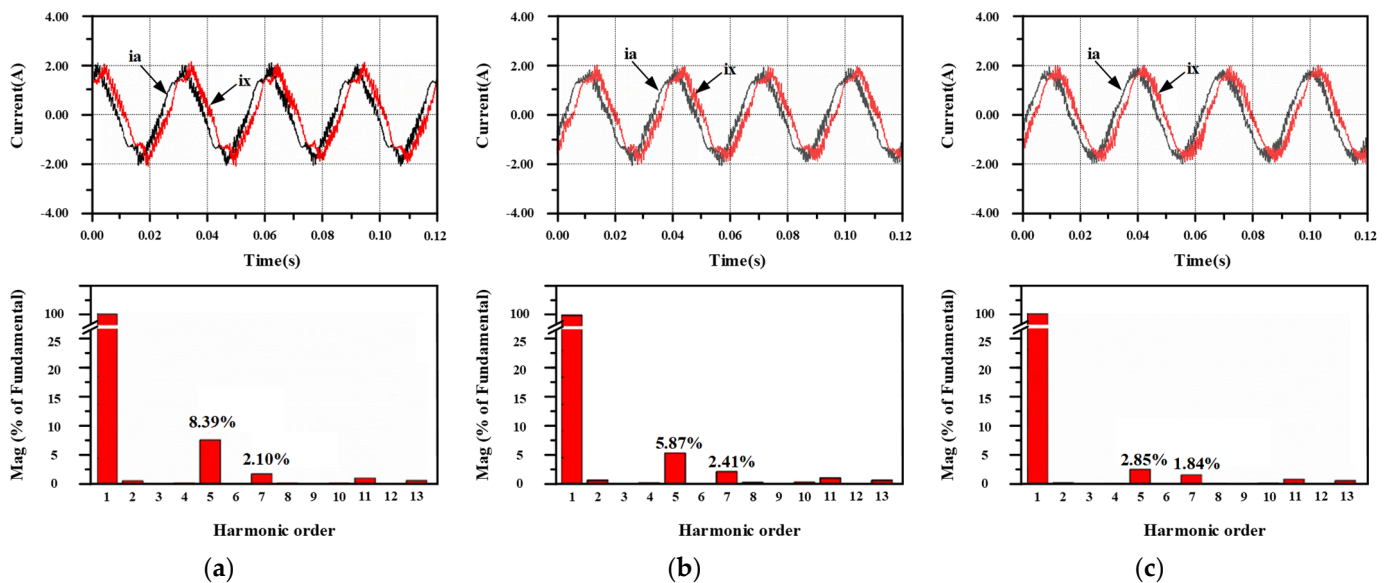 4.00
2.00
0.00
-2.00
-4.00
Current(A)
ia
ix
0.00 0.02 0.04 0.06 0.08 0.10 0.12
Time(s)
4.00
2.00
0.00
-2.00
-4.00
Current(A)
ia
ix
0.00 0.02 0.04 0.06 0.08 0.10 0.12
Time(s)
4.00
2.00
0.00
-2.00
-4.00
Current(A)
ia
ix
0.00 0.02 0.04 0.06 0.08 0.10 0.12
Time(s)
Mag (% of Fundamental)
100
25
20
15
10
5
0
8.39%
2.10%
1 2 3 4 5 6 7 8 9 10 11 12 13
Harmonic order
(a)
Mag (% of Fundamental)
100
25
20
15
10
5
0
5.87%
2.41%
1 2 3 4 5 6 7 8 9 10 11 12 13
Harmonic order
(b)
Mag (% of Fundamental)
100
25
20
15
10
5
0
2.85%
1.84%
1 2 3 4 5 6 7 8 9 10 11 12 13
Harmonic order
(c)